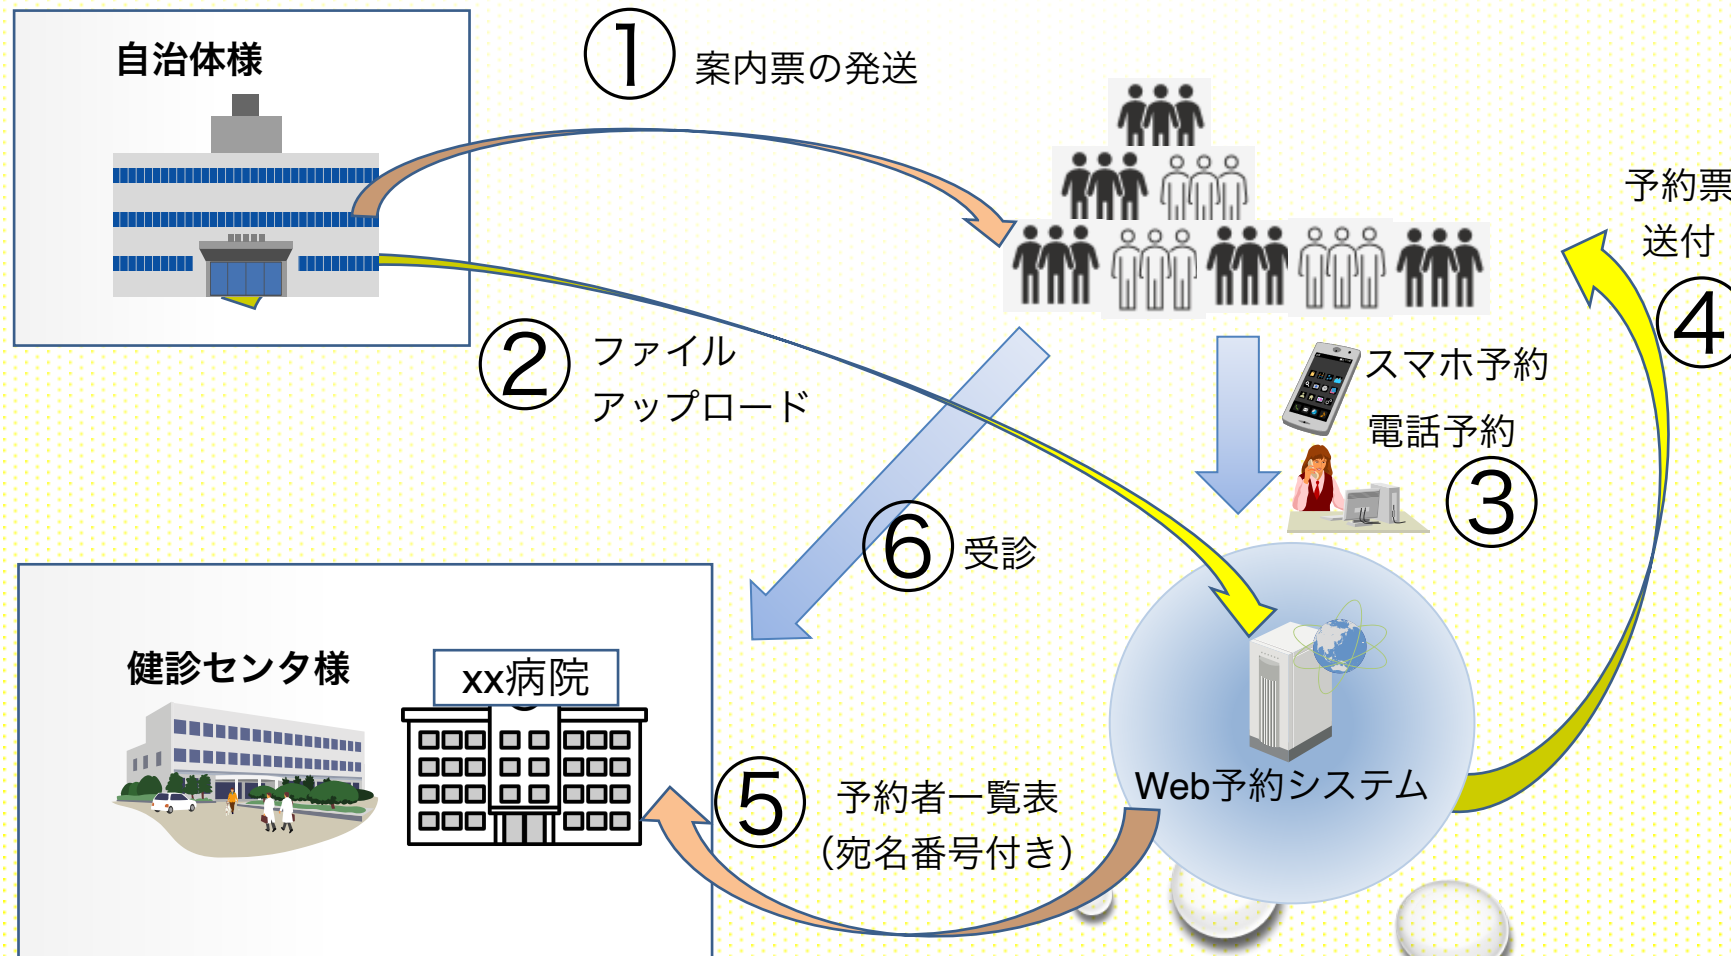 自治体様
① 案内票の発送
予約票
送付
④
② ファイル
アップロード
スマホ予約
電話予約
③
⑥ 受診
健診センタ様
xx病院
⑤ 予約者一覧表
（宛名番号付き）
Web予約システム